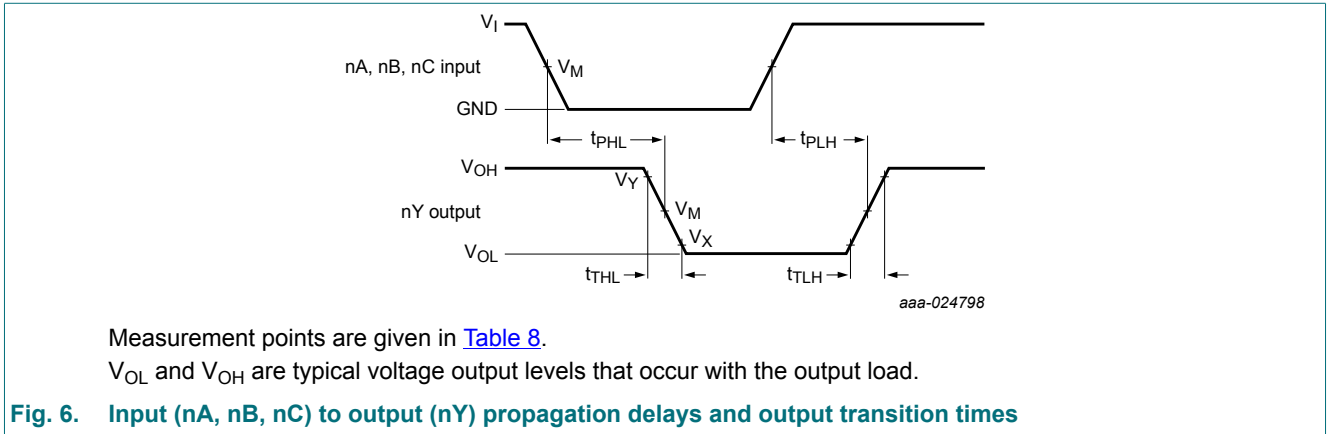 V_I
nA, nB, nC input
V_M
GND
t_PHL
t_PLH
V_OH
V_Y
nY output
V_M
V_X
V_OL
t_THL
t_TLH
aaa-024798
Measurement points are given in Table 8.
V_OL and V_OH are typical voltage output levels that occur with the output load.
Fig. 6. Input (nA, nB, nC) to output (nY) propagation delays and output transition times